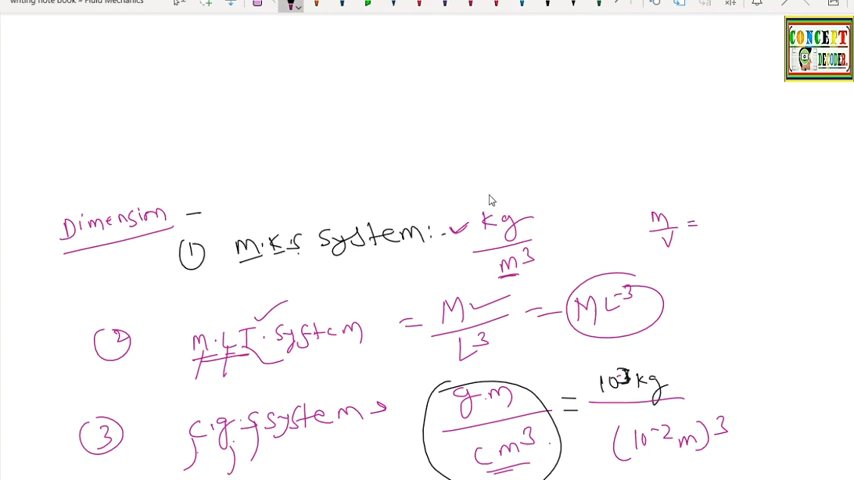 writing note book » Fluid Mechanics
CONCEPT
DECODER.
Dimension -
① m.k.s system:- ✓ kg/m³
m/v =
② M.L.T. system = M/L³ = ML⁻³
③ c.g.s system → g.m/cm³ = 10⁻³kg/(10⁻²m)³